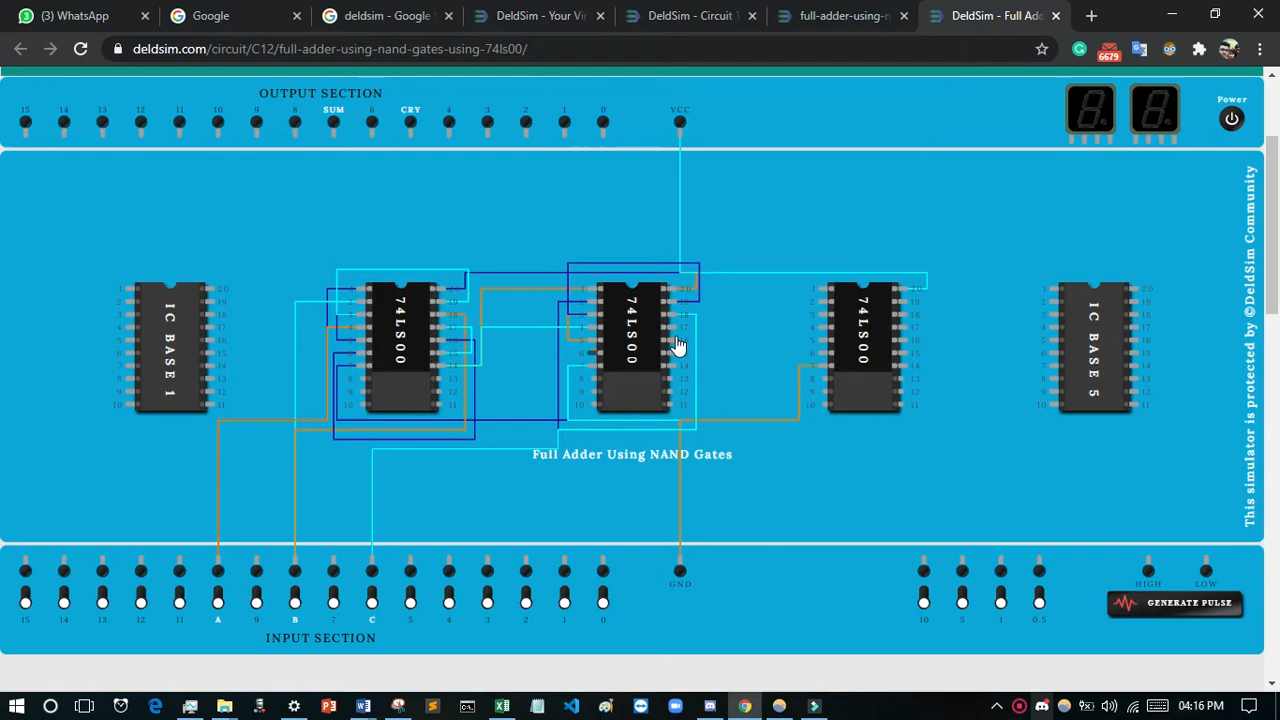 (3) WhatsApp
Google
deldsim - Google S
DeldSim - Your Vir
DeldSim - Circuit T
full-adder-using-n
DeldSim - Full Add
deldsim.com/circuit/C12/full-adder-using-nand-gates-using-74ls00/
6679
OUTPUT SECTION
15 14 13 12 11 10 9 8 SUM 6 CRY 4 3 2 1 0 VCC
Power
IC BASE 1
74LS00
74LS00
74LS00
IC BASE 5
Full Adder Using NAND Gates
This simulator is protected by ©DeldSim Community
GND
HIGH LOW
GENERATE PULSE
15 14 13 12 11 A 9 B 7 C 5 4 3 2 1 0 10 5 1 0.5
INPUT SECTION
04:16 PM